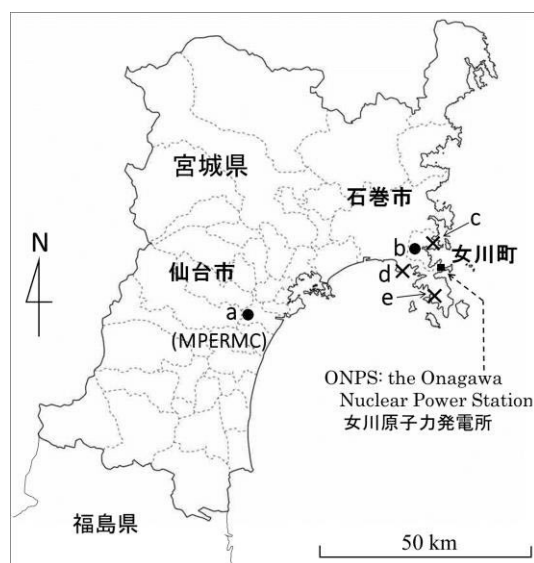 宮城県
石巻市
c
N
b
女川町
仙台市
d
e
a
(MPERMC)
ONPS: the Onagawa
Nuclear Power Station
女川原子力発電所
福島県
50 km